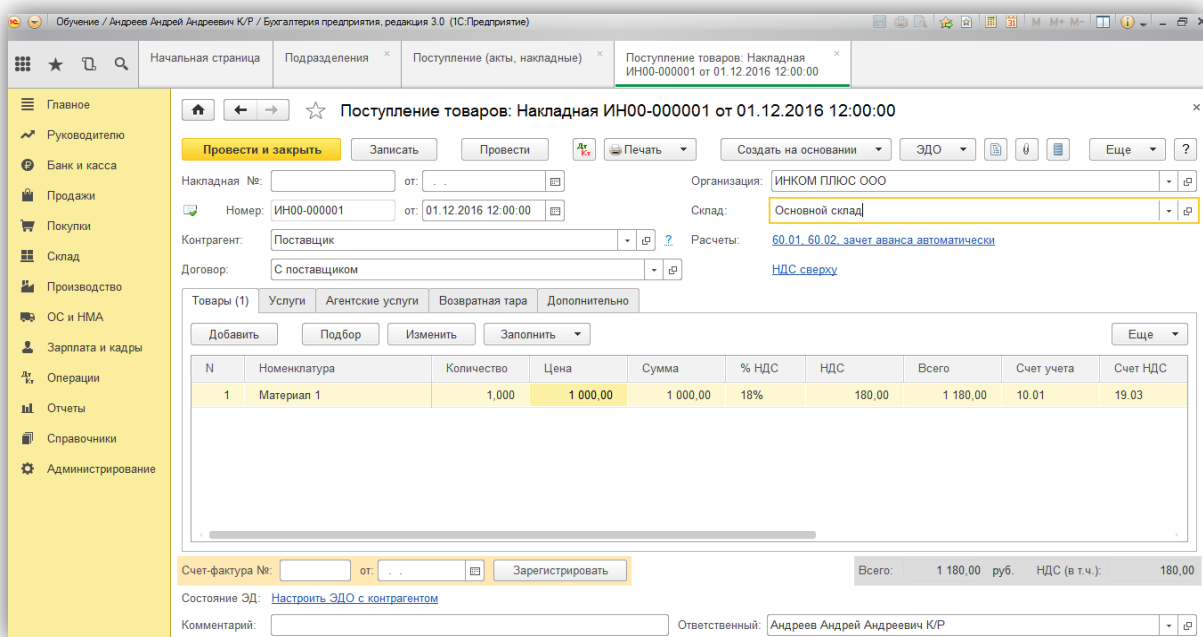 Обучение / Андреев Андрей Андреевич К/Р / Бухгалтерия предприятия, редакция 3.0 (1С:Предприятие)
M M+ M-
Начальная страница
Подразделения
Поступление (акты, накладные)
Поступление товаров: Накладная
ИН00-000001 от 01.12.2016 12:00:00
Главное
Руководителю
Банк и касса
Продажи
Покупки
Склад
Производство
ОС и НМА
Зарплата и кадры
Операции
Отчеты
Справочники
Администрирование
Поступление товаров: Накладная ИН00-000001 от 01.12.2016 12:00:00
Провести и закрыть Записать Провести Дт Кт Печать Создать на основании ЭДО Еще ?
Накладная №: от: . . Организация: ИНКОМ ПЛЮС ООО
Номер: ИН00-000001 от: 01.12.2016 12:00:00 Склад: Основной склад
Контрагент: Поставщик ? Расчеты: 60.01, 60.02, зачет аванса автоматически
Договор: С поставщиком НДС сверху
Товары (1) Услуги Агентские услуги Возвратная тара Дополнительно
Добавить Подбор Изменить Заполнить Еще
N Номенклатура Количество Цена Сумма % НДС НДС Всего Счет учета Счет НДС
1 Материал 1 1,000 1 000,00 1 000,00 18% 180,00 1 180,00 10.01 19.03
Счет-фактура №: от: . . Зарегистрировать Всего: 1 180,00 руб. НДС (в т.ч.): 180,00
Состояние ЭД: Настроить ЭДО с контрагентом
Комментарий: Ответственный: Андреев Андрей Андреевич К/Р